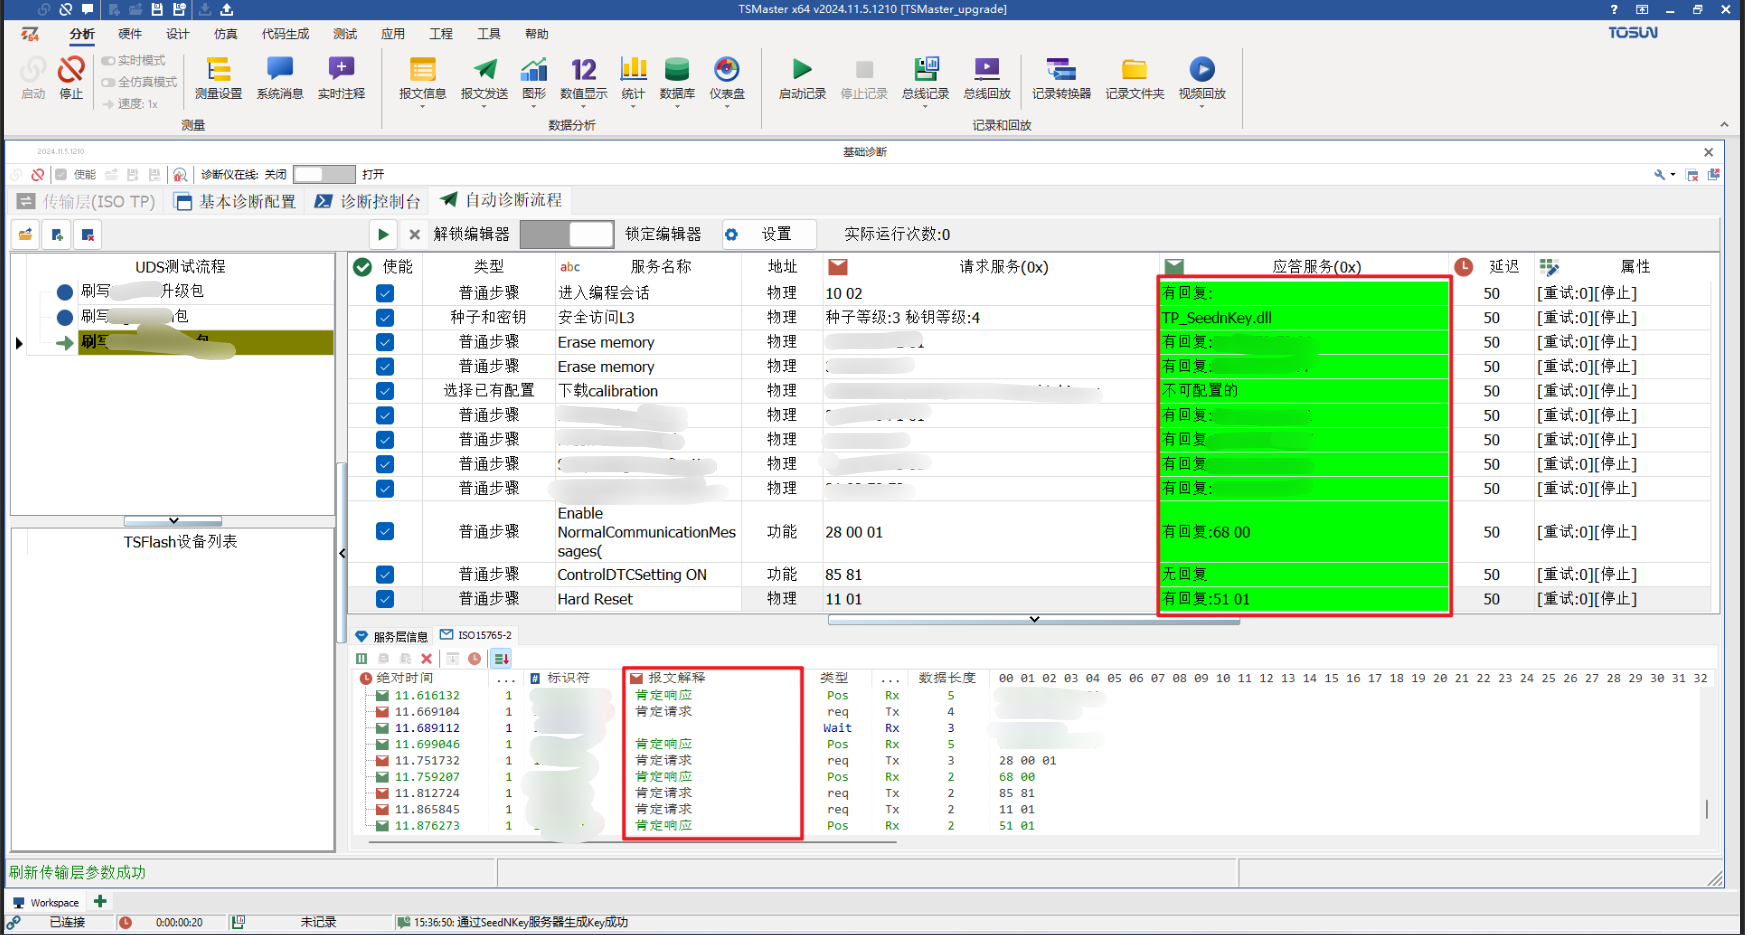 TSMaster x64 v2024.11.5.1210 [TSMaster_upgrade]
分析 硬件 设计 仿真 代码生成 测试 应用 工程 工具 帮助
TOSUN
启动 停止 实时模式 全仿真模式 速度: 1x 测量设置 系统消息 实时注释 报文信息 报文发送 图形 12 数值显示 统计 数据库 仪表盘 启动记录 停止记录 总线记录 总线回放 记录转换器 记录文件夹 视频回放
测量 数据分析 记录和回放
2024.11.5.1210 基础诊断
使能 诊断仪在线: 关闭 打开
传输层(ISO TP) 基本诊断配置 诊断控制台 自动诊断流程
解锁编辑器 锁定编辑器 设置 实际运行次数:0
UDS测试流程
刷写 升级包
刷写 包
刷写 包
TSFlash设备列表
使能 类型 abc 服务名称 地址 请求服务(0x) 应答服务(0x) 延迟 属性
普通步骤 进入编程会话 物理 10 02 有回复: 50 [重试:0][停止]
种子和密钥 安全访问L3 物理 种子等级:3 秘钥等级:4 TP_SeednKey.dll 50 [重试:0][停止]
普通步骤 Erase memory 物理 有回复: 50 [重试:0][停止]
普通步骤 Erase memory 物理 有回复: 50 [重试:0][停止]
选择已有配置 下载calibration 物理 不可配置的 50 [重试:0][停止]
普通步骤 物理 有回复: 50 [重试:0][停止]
普通步骤 物理 有回复 50 [重试:0][停止]
普通步骤 物理 有回复 50 [重试:0][停止]
普通步骤 物理 有回复: 50 [重试:0][停止]
普通步骤 Enable NormalCommunicationMessages( 功能 28 00 01 有回复:68 00 50 [重试:0][停止]
普通步骤 ControlDTCSetting ON 功能 85 81 无回复 50 [重试:0][停止]
普通步骤 Hard Reset 物理 11 01 有回复:51 01 50 [重试:0][停止]
服务层信息 ISO15765-2
绝对时间 ... 标识符 报文解释 类型 ... 数据长度 00 01 02 03 04 05 06 07 08 09 10 11 12 13 14 15 16 17 18 19 20 21 22 23 24 25 26 27 28 29 30 31 32
11.616132 1 肯定响应 Pos Rx 5
11.669104 1 肯定请求 req Tx 4
11.689112 1 Wait Rx 3
11.699046 1 肯定响应 Pos Rx 5
11.751732 1 肯定请求 req Tx 3 28 00 01
11.759207 1 肯定响应 Pos Rx 2 68 00
11.812724 1 肯定请求 req Tx 2 85 81
11.865845 1 肯定请求 req Tx 2 11 01
11.876273 1 肯定响应 Pos Rx 2 51 01
刷新传输层参数成功
Workspace
已连接 0:00:00:20 未记录 15:36:50: 通过SeedNKey服务器生成Key成功